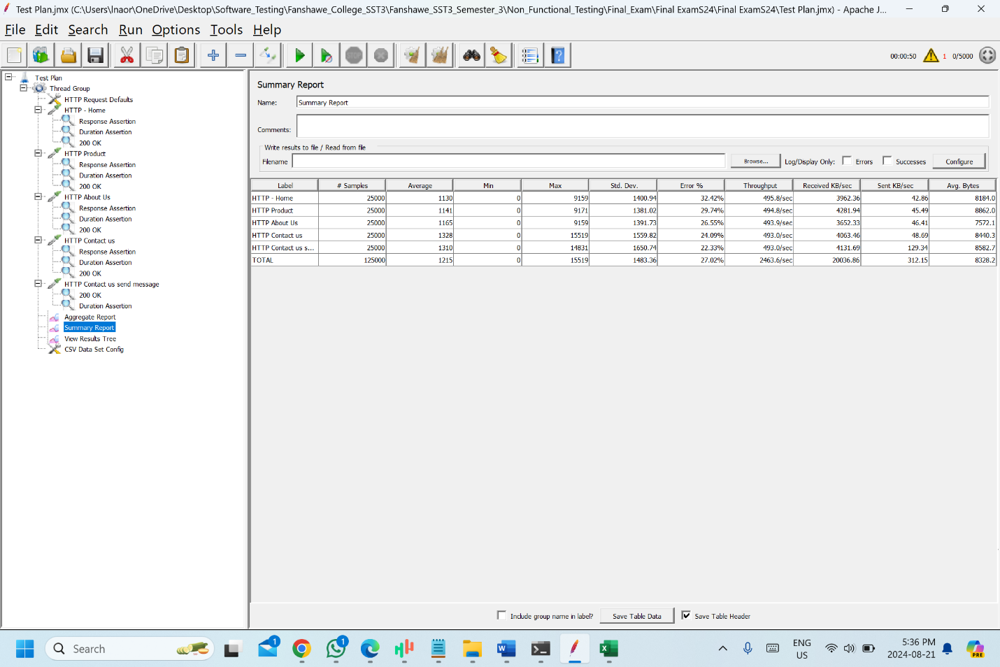 Test Plan.jmx (C:\Users\lnaor\OneDrive\Desktop\Software_Testing\Fanshawe_College_SST3\Fanshawe_SST3_Semester_3\Non_Functional_Testing\Final_Exam\Final ExamS24\Final ExamS24\Test Plan.jmx) - Apache J...
File Edit Search Run Options Tools Help
STOP
00:00:50 1 0/5000
Test Plan
Thread Group
HTTP Request Defaults
HTTP - Home
Response Assertion
Duration Assertion
200 OK
HTTP Product
Response Assertion
Duration Assertion
200 OK
HTTP About Us
Response Assertion
Duration Assertion
200 OK
HTTP Contact us
Response Assertion
Duration Assertion
200 OK
HTTP Contact us send message
200 OK
Duration Assertion
Aggregate Report
Summary Report
View Results Tree
CSV Data Set Config
Summary Report
Name: Summary Report
Comments:
Write results to file / Read from file
Filename Browse... Log/Display Only: Errors Successes Configure
Label # Samples Average Min Max Std. Dev. Error % Throughput Received KB/sec Sent KB/sec Avg. Bytes
HTTP - Home 25000 1130 0 9159 1400.94 32.42% 495.8/sec 3962.36 42.86 8184.0
HTTP Product 25000 1141 0 9171 1381.02 29.74% 494.8/sec 4281.94 45.49 8862.0
HTTP About Us 25000 1165 0 9159 1391.73 26.55% 493.9/sec 3652.33 46.41 7572.1
HTTP Contact us 25000 1328 0 15519 1559.82 24.09% 493.0/sec 4063.46 48.69 8440.3
HTTP Contact us s... 25000 1310 0 14831 1650.74 22.33% 493.0/sec 4131.69 129.34 8582.7
TOTAL 125000 1215 0 15519 1483.36 27.02% 2463.6/sec 20036.86 312.15 8328.2
Include group name in label? Save Table Data Save Table Header
Search
1
1
ENG
US
5:36 PM
2024-08-21
PRE